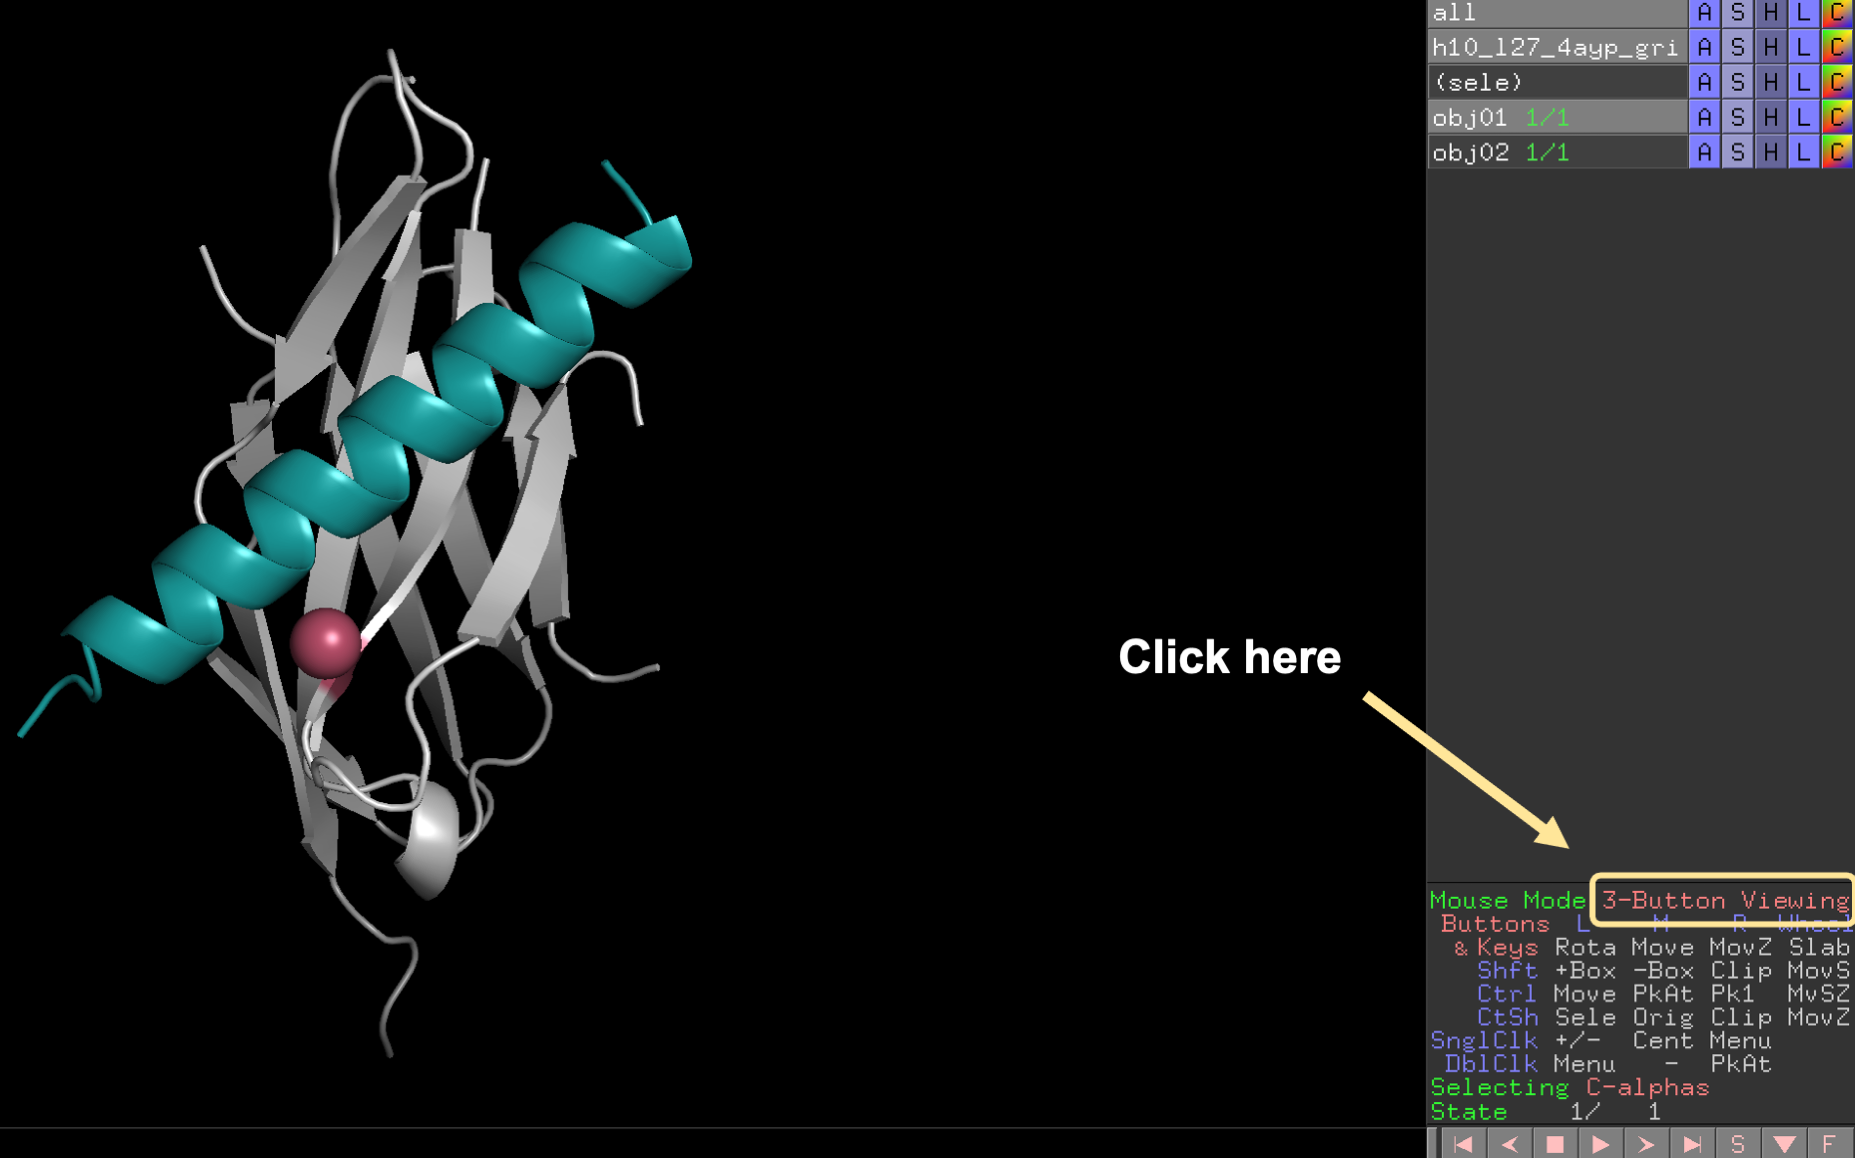 all A S H L C
h10_l27_4ayp_gri A S H L C
(sele) A S H L C
obj01 1/1 A S H L C
obj02 1/1 A S H L C
Click here
Mouse Mode 3-Button Viewing
Buttons L M R Wheel
& Keys Rota Move MovZ Slab
Shft +Box -Box Clip MovS
Ctrl Move PkAt Pk1 MvSZ
CtSh Sele Orig Clip MovZ
SnglClk +/- Cent Menu
DblClk Menu - PkAt
Selecting C-alphas
State 1/ 1
S F